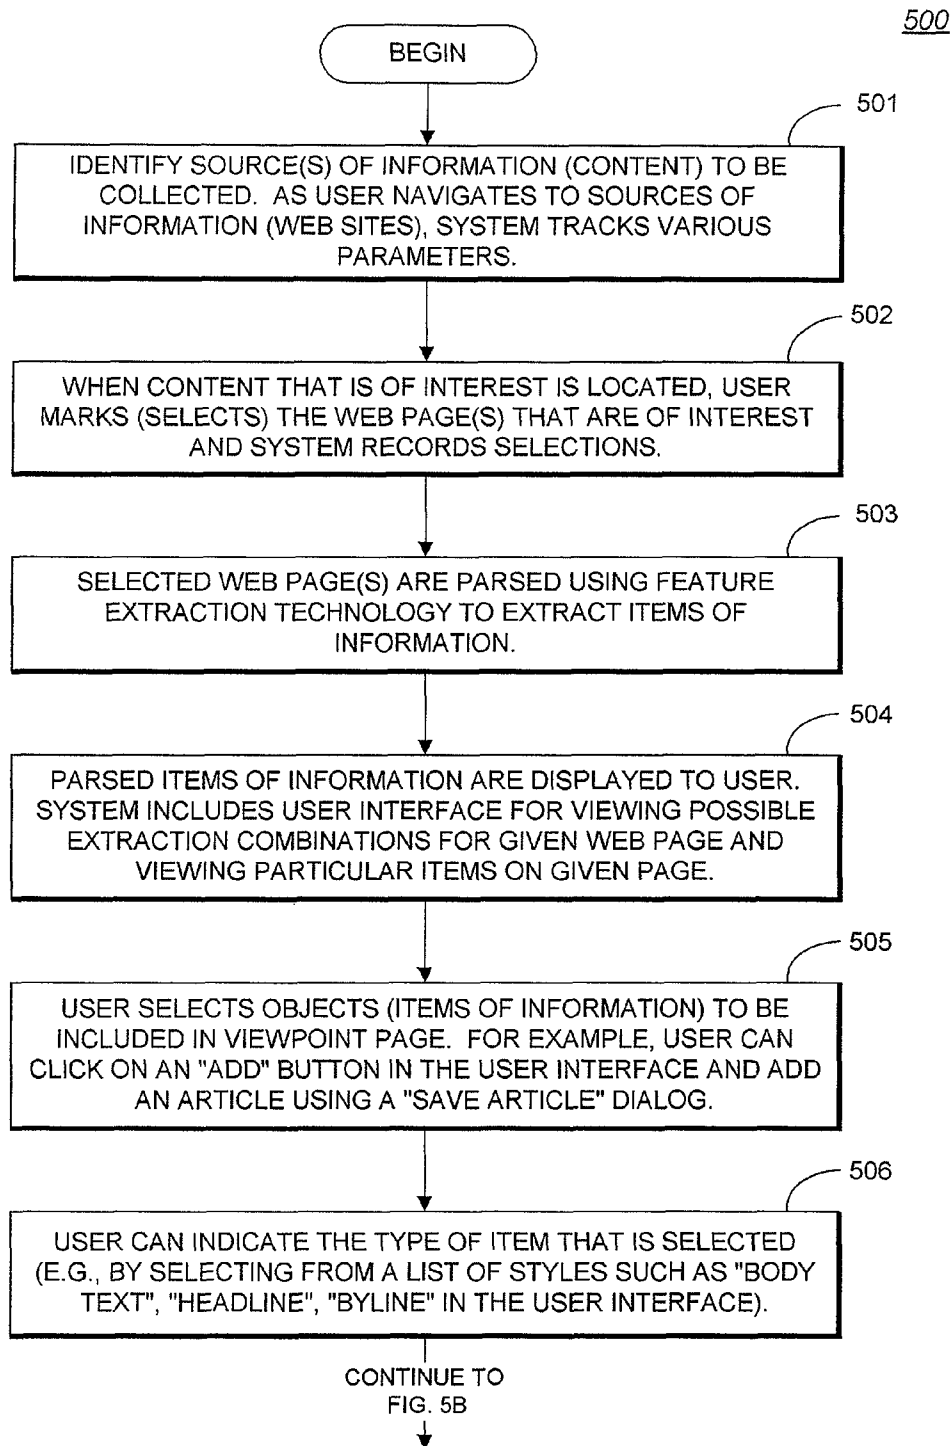 500
BEGIN
501
IDENTIFY SOURCE(S) OF INFORMATION (CONTENT) TO BE
COLLECTED. AS USER NAVIGATES TO SOURCES OF
INFORMATION (WEB SITES), SYSTEM TRACKS VARIOUS
PARAMETERS.
502
WHEN CONTENT THAT IS OF INTEREST IS LOCATED, USER
MARKS (SELECTS) THE WEB PAGE(S) THAT ARE OF INTEREST
AND SYSTEM RECORDS SELECTIONS.
503
SELECTED WEB PAGE(S) ARE PARSED USING FEATURE
EXTRACTION TECHNOLOGY TO EXTRACT ITEMS OF
INFORMATION.
504
PARSED ITEMS OF INFORMATION ARE DISPLAYED TO USER.
SYSTEM INCLUDES USER INTERFACE FOR VIEWING POSSIBLE
EXTRACTION COMBINATIONS FOR GIVEN WEB PAGE AND
VIEWING PARTICULAR ITEMS ON GIVEN PAGE.
505
USER SELECTS OBJECTS (ITEMS OF INFORMATION) TO BE
INCLUDED IN VIEWPOINT PAGE. FOR EXAMPLE, USER CAN
CLICK ON AN "ADD" BUTTON IN THE USER INTERFACE AND ADD
AN ARTICLE USING A "SAVE ARTICLE" DIALOG.
506
USER CAN INDICATE THE TYPE OF ITEM THAT IS SELECTED
(E.G., BY SELECTING FROM A LIST OF STYLES SUCH AS "BODY
TEXT", "HEADLINE", "BYLINE" IN THE USER INTERFACE).
CONTINUE TO
FIG. 5B